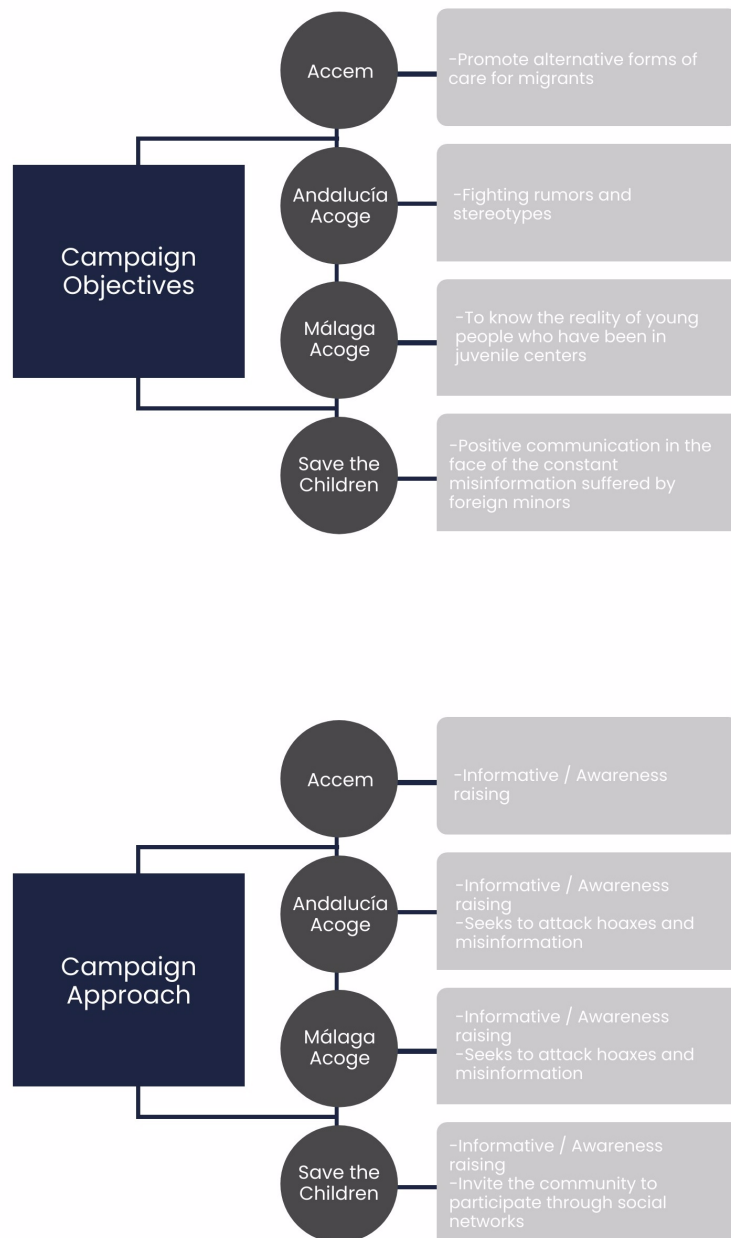 Campaign
Objectives
Accem
-Promote alternative forms of
care for migrants
Andalucía
Acoge
-Fighting rumors and
stereotypes
Málaga
Acoge
-To know the reality of young
people who have been in
juvenile centers
Save the
Children
-Positive communication in the
face of the constant
misinformation suffered by
foreign minors
Campaign
Approach
Accem
-Informative / Awareness
raising
Andalucía
Acoge
-Informative / Awareness
raising
-Seeks to attack hoaxes and
misinformation
Málaga
Acoge
-Informative / Awareness
raising
-Seeks to attack hoaxes and
misinformation
Save the
Children
-Informative / Awareness
raising
-Invite the community to
participate through social
networks